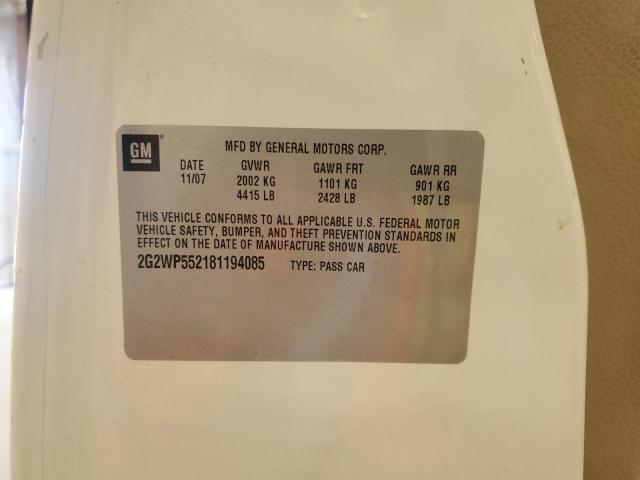 GM
MFD BY GENERAL MOTORS CORP.
DATE GVWR GAWR FRT GAWR RR
11/07 2002 KG 1101 KG 901 KG
4415 LB 2428 LB 1987 LB
THIS VEHICLE CONFORMS TO ALL APPLICABLE U.S. FEDERAL MOTOR
VEHICLE SAFETY, BUMPER, AND THEFT PREVENTION STANDARDS IN
EFFECT ON THE DATE OF MANUFACTURE SHOWN ABOVE.
2G2WP552181194085 TYPE: PASS CAR